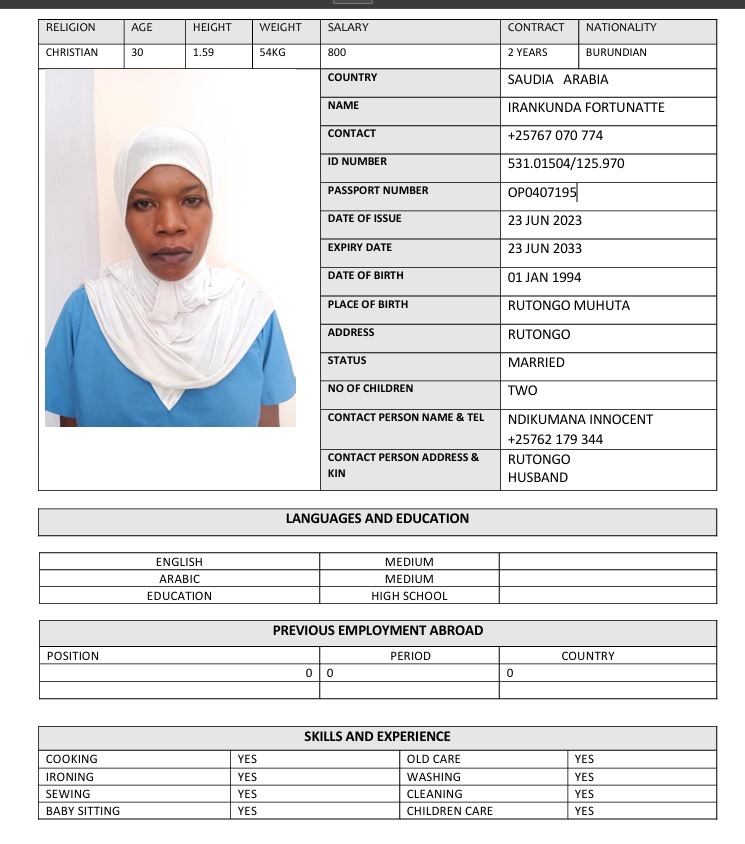 RELIGION AGE HEIGHT WEIGHT SALARY CONTRACT NATIONALITY
CHRISTIAN 30 1.59 54KG 800 2 YEARS BURUNDIAN
COUNTRY SAUDIA ARABIA
NAME IRANKUNDA FORTUNATTE
CONTACT +25767 070 774
ID NUMBER 531.01504/125.970
PASSPORT NUMBER OP0407195
DATE OF ISSUE 23 JUN 2023
EXPIRY DATE 23 JUN 2033
DATE OF BIRTH 01 JAN 1994
PLACE OF BIRTH RUTONGO MUHUTA
ADDRESS RUTONGO
STATUS MARRIED
NO OF CHILDREN TWO
CONTACT PERSON NAME & TEL NDIKUMANA INNOCENT
+25762 179 344
CONTACT PERSON ADDRESS & RUTONGO
KIN HUSBAND
LANGUAGES AND EDUCATION
ENGLISH MEDIUM
ARABIC MEDIUM
EDUCATION HIGH SCHOOL
PREVIOUS EMPLOYMENT ABROAD
POSITION PERIOD COUNTRY
0 0 0
SKILLS AND EXPERIENCE
COOKING YES OLD CARE YES
IRONING YES WASHING YES
SEWING YES CLEANING YES
BABY SITTING YES CHILDREN CARE YES